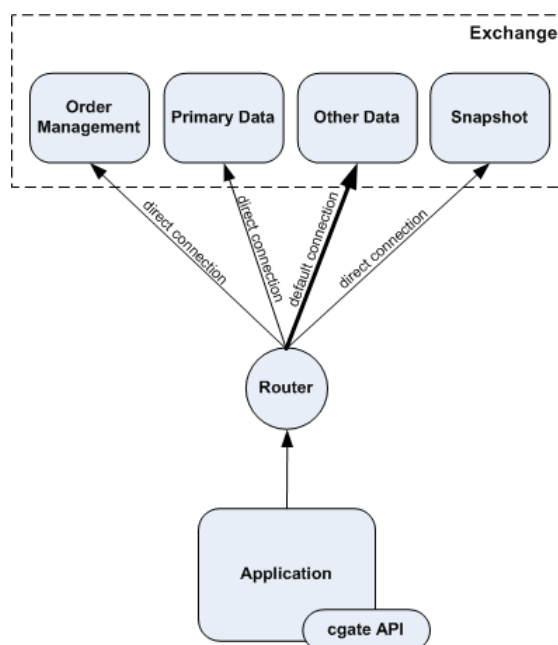 Exchange
Order
Management
Primary Data
Other Data
Snapshot
direct connection
direct connection
default connection
direct connection
Router
Application
cgate API